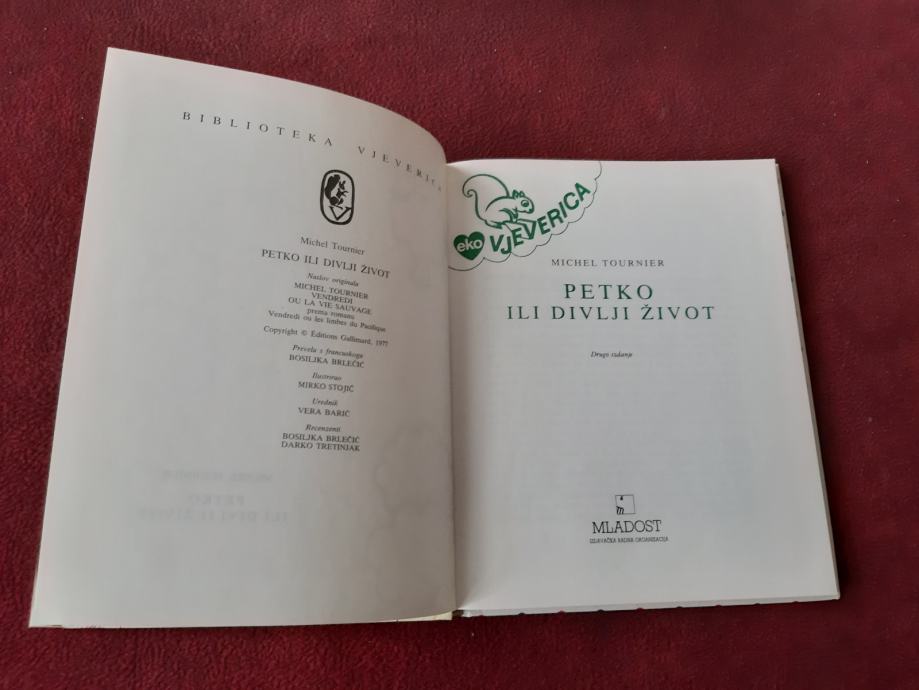 BIBLIOTEKA VJEVERICA
V
Michel Tournier
PETKO ILI DIVLJI ŽIVOT
Naslov originala
MICHEL TOURNIER
VENDREDI
OU LA VIE SAUVAGE
prema romanu
Vendredi ou les limbes du Pacifique
Copyright © Éditions Gallimard, 1977
Prevela s francuskoga
BOSILJKA BRLEČIĆ
Ilustrirao
MIRKO STOJIĆ
Urednik
VERA BARIĆ
Recenzenti
BOSILJKA BRLEČIĆ
DARKO TRETINJAK
eko VJEVERICA
MICHEL TOURNIER
PETKO
ILI DIVLJI ŽIVOT
Drugo izdanje
MLADOST
IZDAVAČKA RADNA ORGANIZACIJA